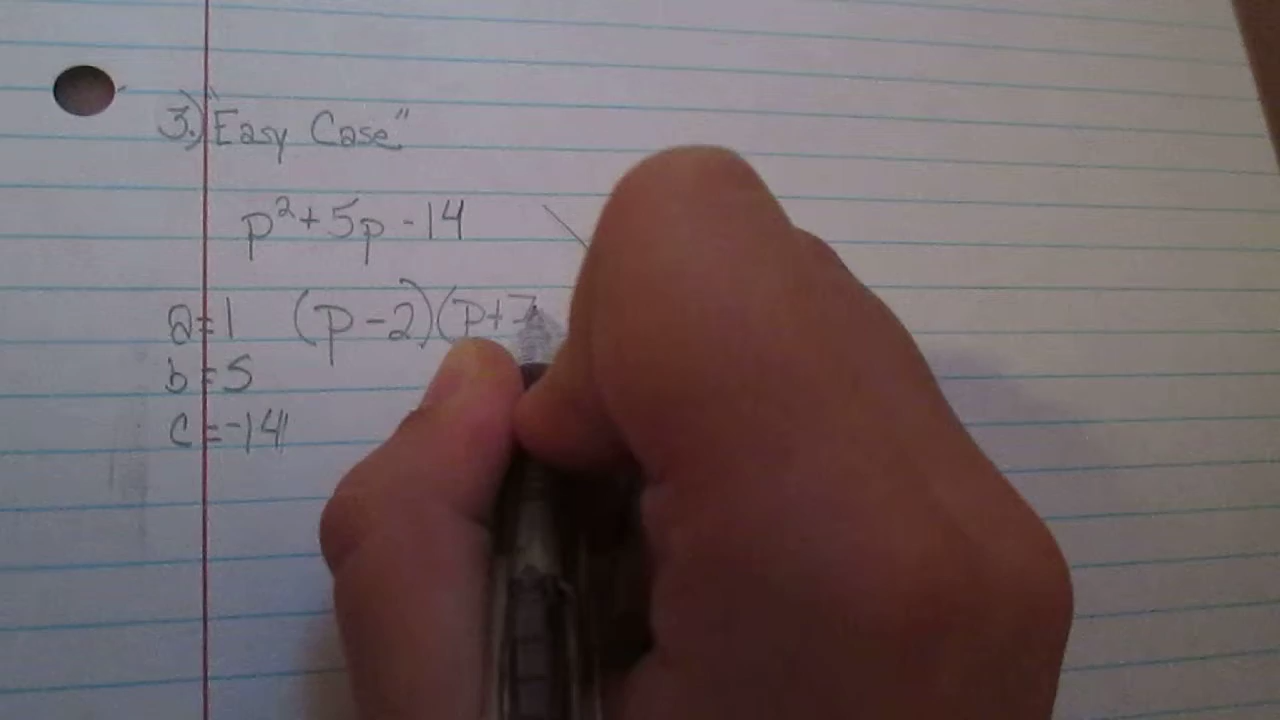 3.) "Easy Case"
p²+5p-14
a=1 (p-2)(p+7
b=5
c=-14